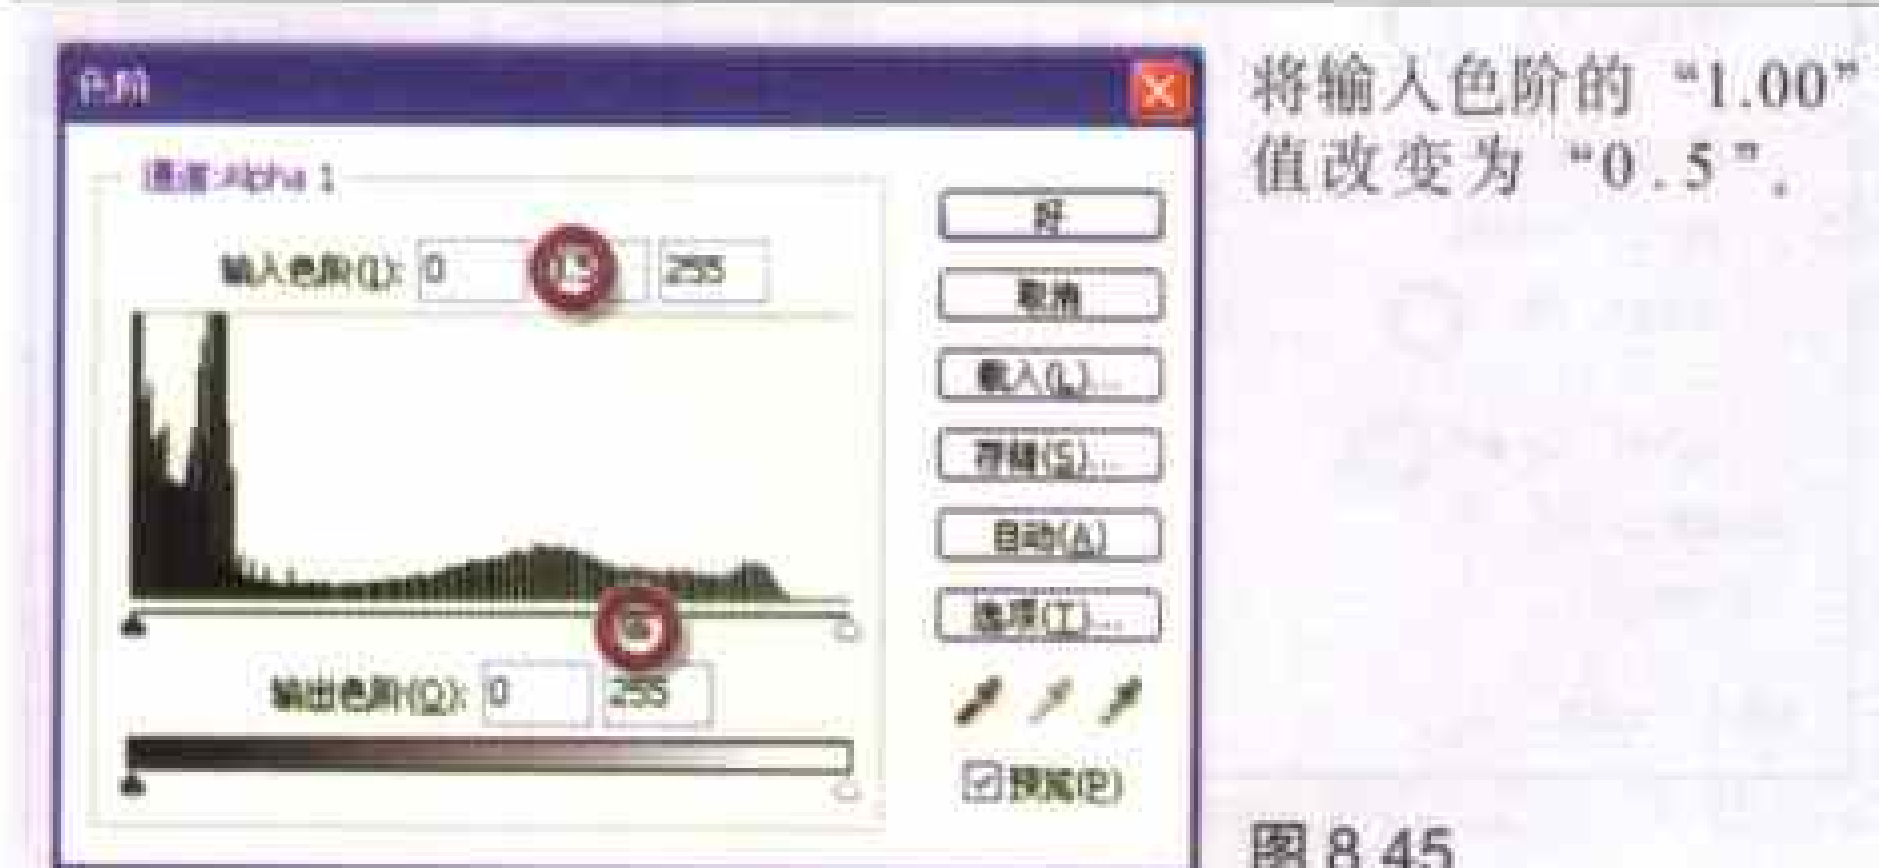 色阶
将输入色阶的 “1.00”
值改变为 “0.5”。
通道:Alpha 1
输入色阶(I): 0 255
好
取消
载入(L)...
存储(S)...
自动(A)
选项(T)...
输出色阶(O): 0 255
预览(P)
图 8.45